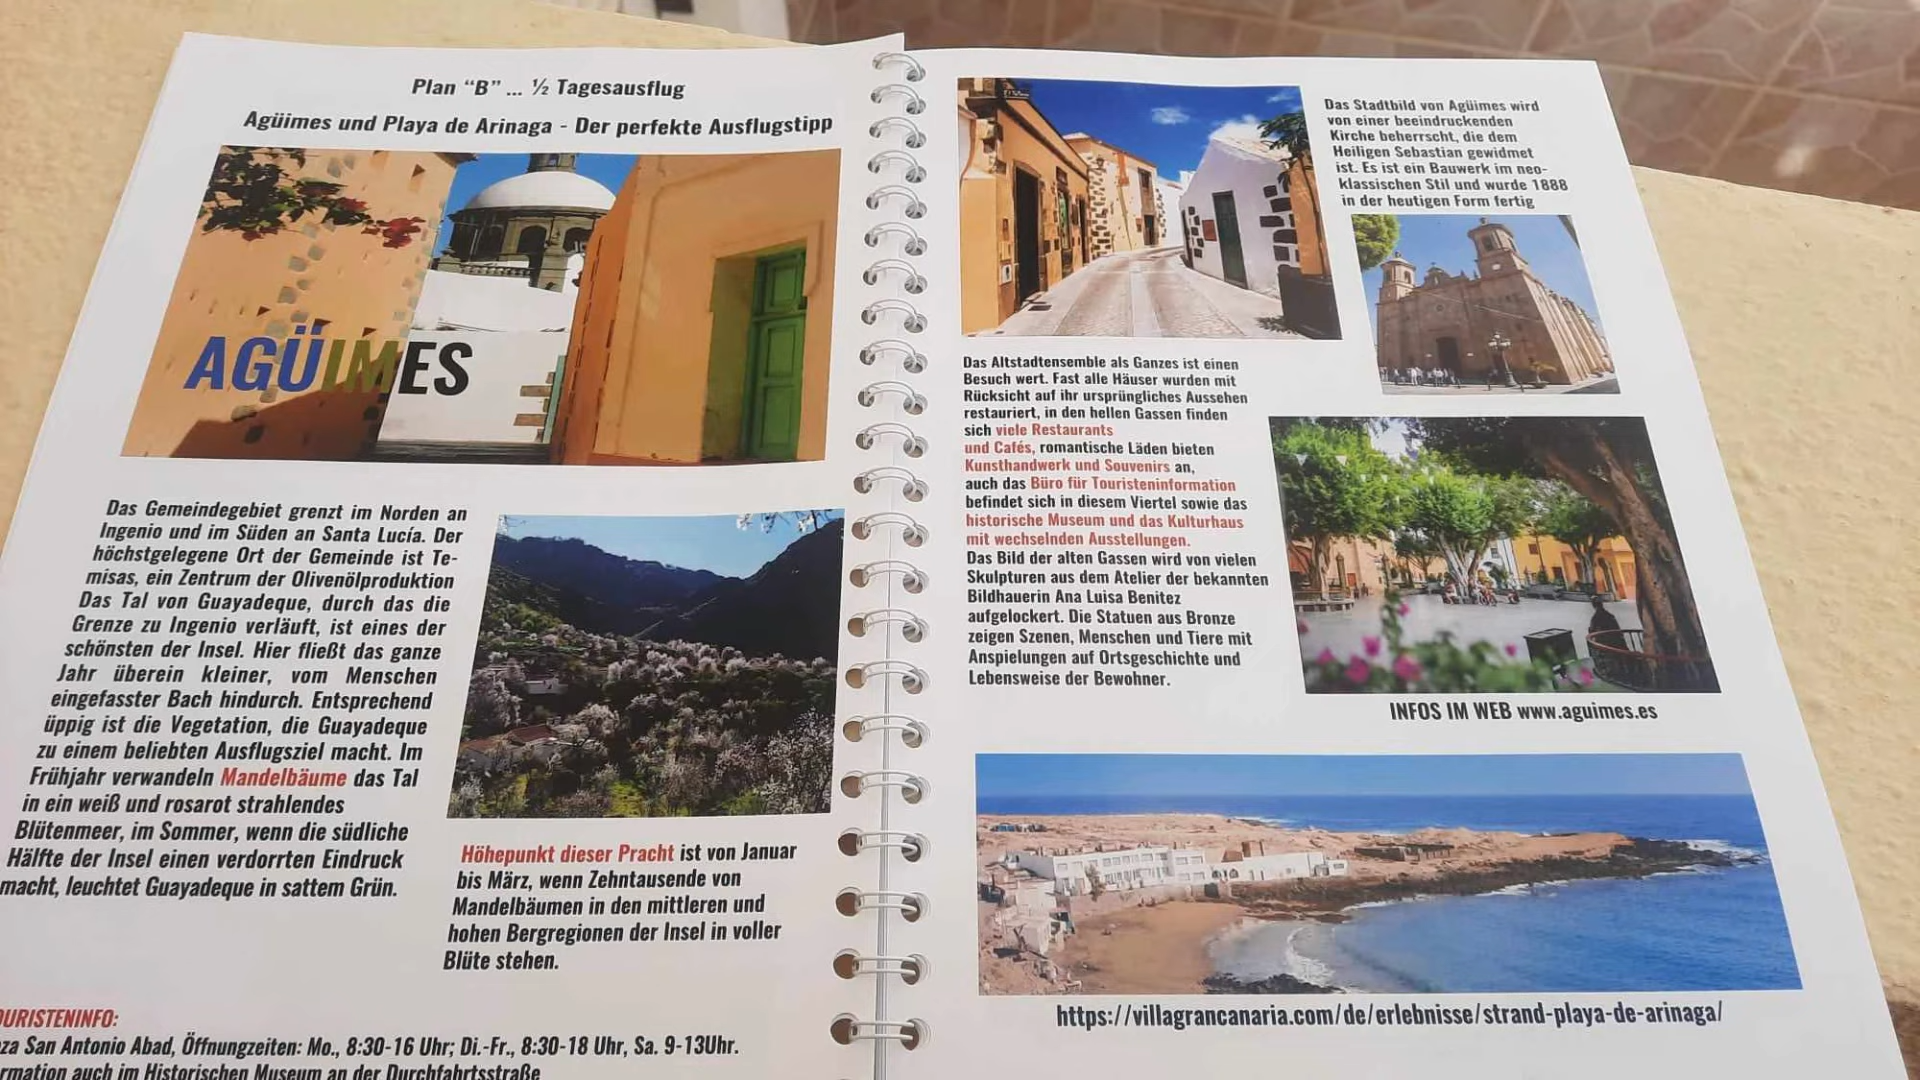 Plan “B” ... ½ Tagesausflug
Agüimes und Playa de Arinaga - Der perfekte Ausflugstipp
AGÜIMES
Das Gemeindegebiet grenzt im Norden an
Ingenio und im Süden an Santa Lucía. Der
höchstgelegene Ort der Gemeinde ist Te-
misas, ein Zentrum der Olivenölproduktion
Das Tal von Guayadeque, durch das die
Grenze zu Ingenio verläuft, ist eines der
schönsten der Insel. Hier fließt das ganze
Jahr überein kleiner, vom Menschen
eingefasster Bach hindurch. Entsprechend
üppig ist die Vegetation, die Guayadeque
zu einem beliebten Ausflugsziel macht. Im
Frühjahr verwandeln Mandelbäume das Tal
in ein weiß und rosarot strahlendes
Blütenmeer, im Sommer, wenn die südliche
Hälfte der Insel einen verdorrten Eindruck
macht, leuchtet Guayadeque in sattem Grün.
Höhepunkt dieser Pracht ist von Januar
bis März, wenn Zehntausende von
Mandelbäumen in den mittleren und
hohen Bergregionen der Insel in voller
Blüte stehen.
OURISTENINFO:
za San Antonio Abad, Öffnungzeiten: Mo., 8:30-16 Uhr; Di.-Fr., 8:30-18 Uhr, Sa. 9-13Uhr.
rmation auch im Historischen Museum an der Durchfahrtsstraße
Das Stadtbild von Agüimes wird
von einer beeindruckenden
Kirche beherrscht, die dem
Heiligen Sebastian gewidmet
ist. Es ist ein Bauwerk im neo-
klassischen Stil und wurde 1888
in der heutigen Form fertig
Das Altstadtensemble als Ganzes ist einen
Besuch wert. Fast alle Häuser wurden mit
Rücksicht auf ihr ursprüngliches Aussehen
restauriert, in den hellen Gassen finden
sich viele Restaurants
und Cafés, romantische Läden bieten
Kunsthandwerk und Souvenirs an,
auch das Büro für Touristeninformation
befindet sich in diesem Viertel sowie das
historische Museum und das Kulturhaus
mit wechselnden Ausstellungen.
Das Bild der alten Gassen wird von vielen
Skulpturen aus dem Atelier der bekannten
Bildhauerin Ana Luisa Benitez
aufgelockert. Die Statuen aus Bronze
zeigen Szenen, Menschen und Tiere mit
Anspielungen auf Ortsgeschichte und
Lebensweise der Bewohner.
INFOS IM WEB www.aguimes.es
https://villagrancanaria.com/de/erlebnisse/strand-playa-de-arinaga/